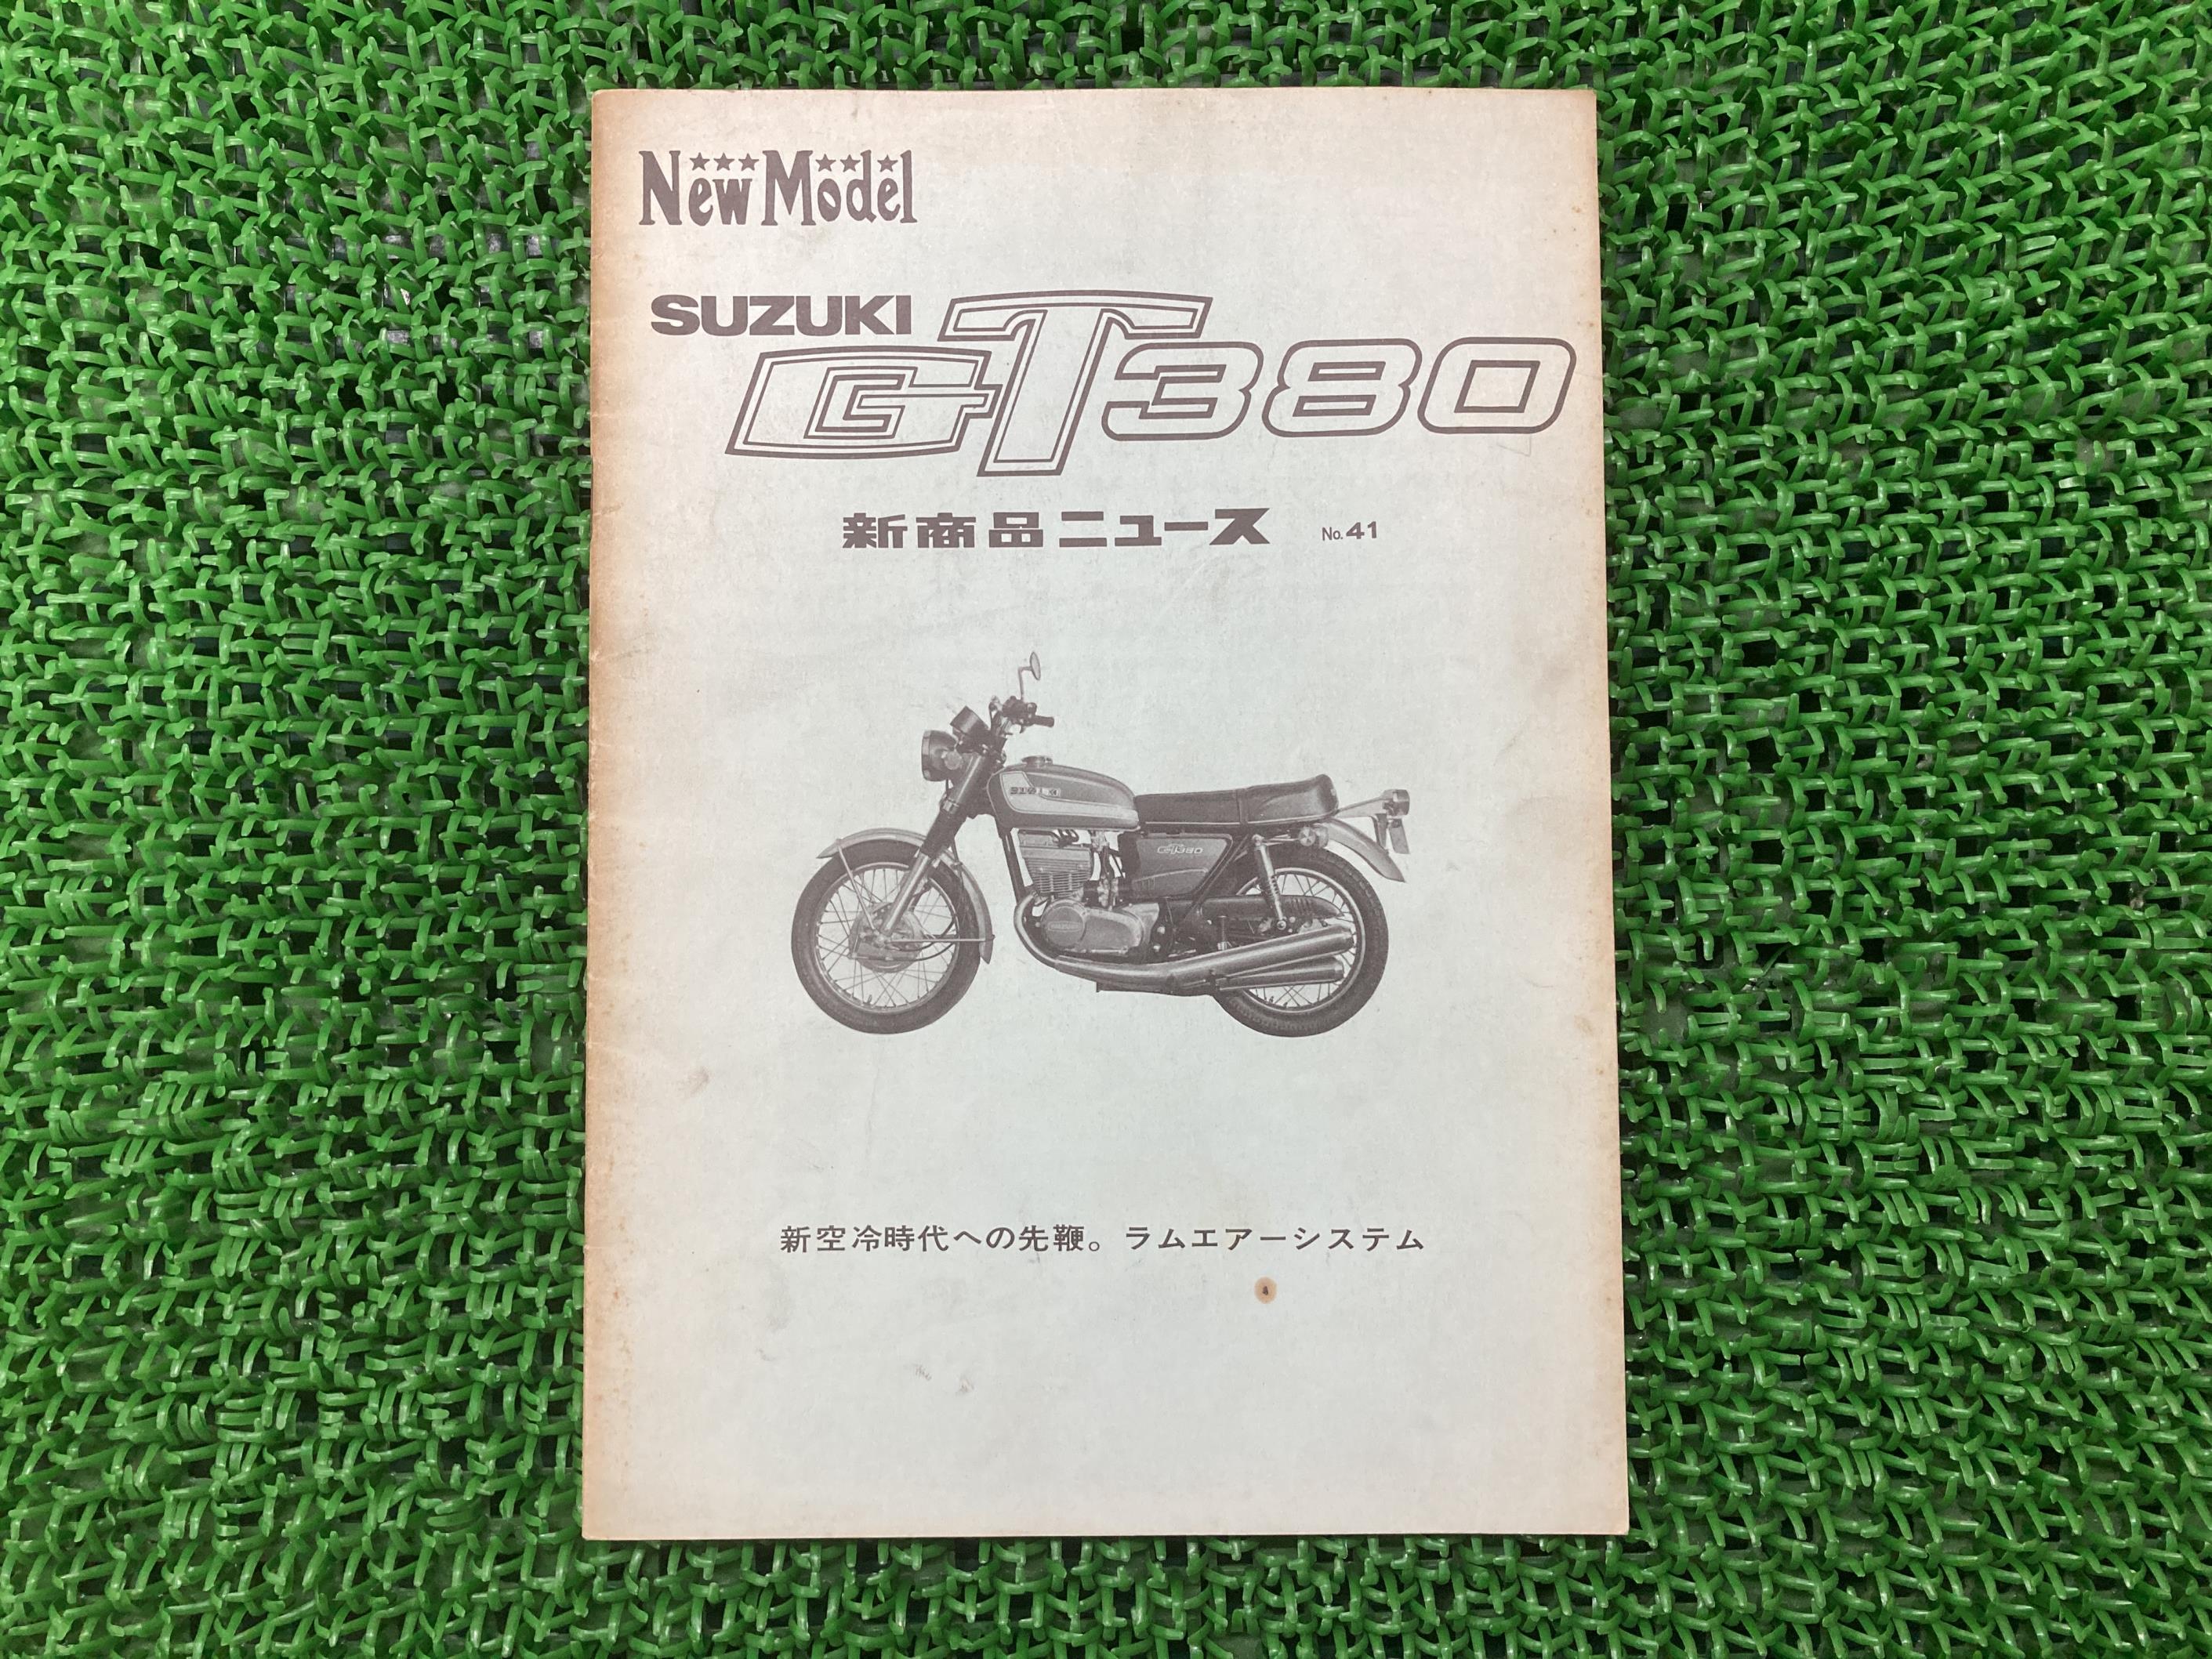 New Model
SUZUKI
GT380
新商品ニュース No.41
GT380
新空冷時代への先鞭。ラムエアーシステム